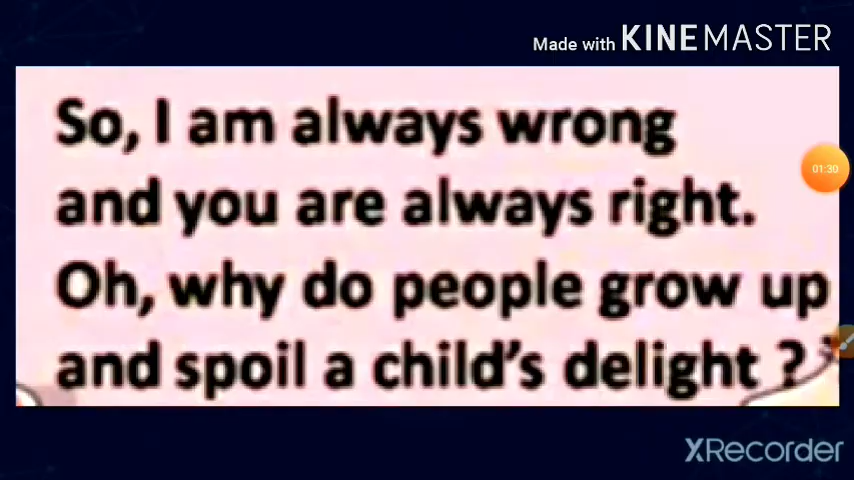 Made with KINEMASTER
So, I am always wrong
01:30
and you are always right.
Oh, why do people grow up
and spoil a child's delight ?
XRecorder